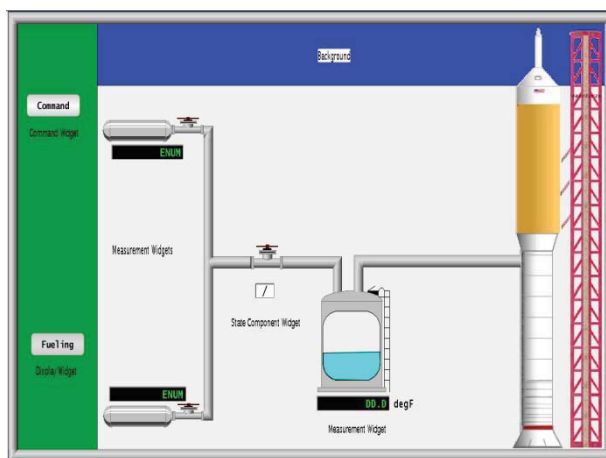 Background
Command
Command Widget
ENUM
Measurement Widgets
/
State Component Widget
Fueling
Display Widget
ENUM
DD.D degF
Measurement Widget